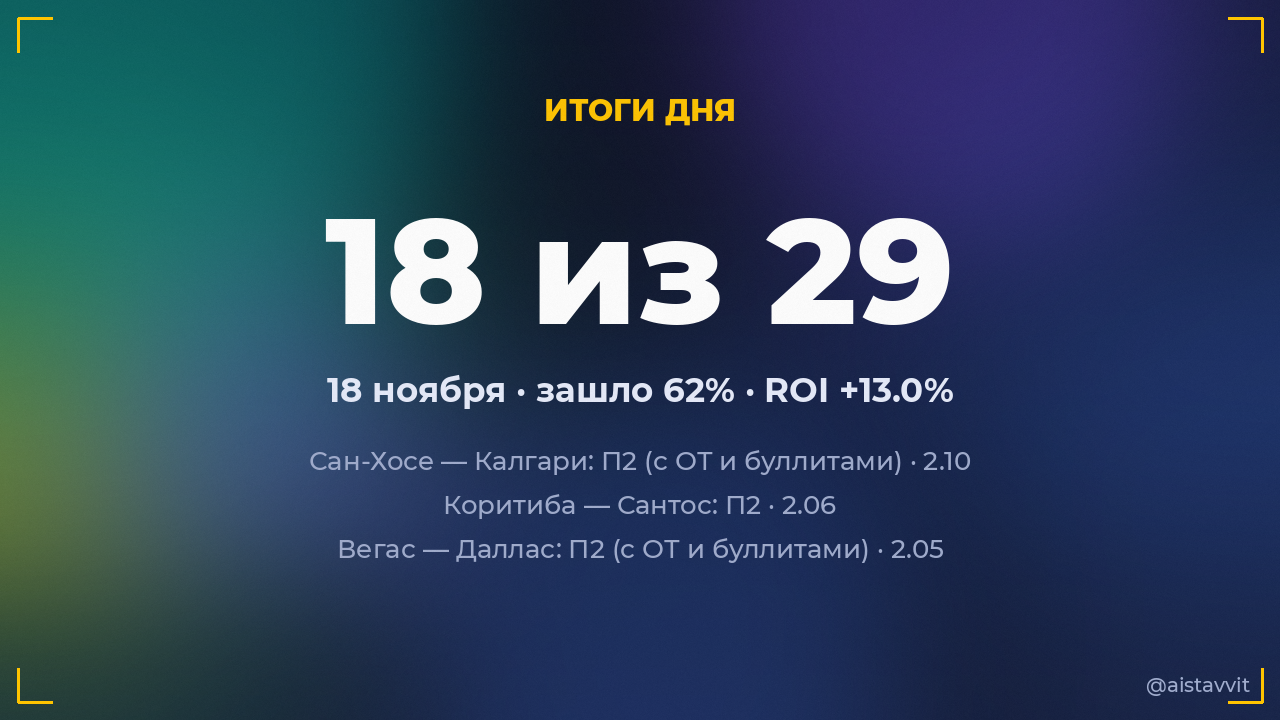 ИТОГИ ДНЯ
18 из 29
18 ноября · зашло 62% · ROI +13.0%
Сан-Хосе — Калгари: П2 (с ОТ и буллитами) · 2.10
Коритиба — Сантос: П2 · 2.06
Вегас — Даллас: П2 (с ОТ и буллитами) · 2.05
@aistavvit